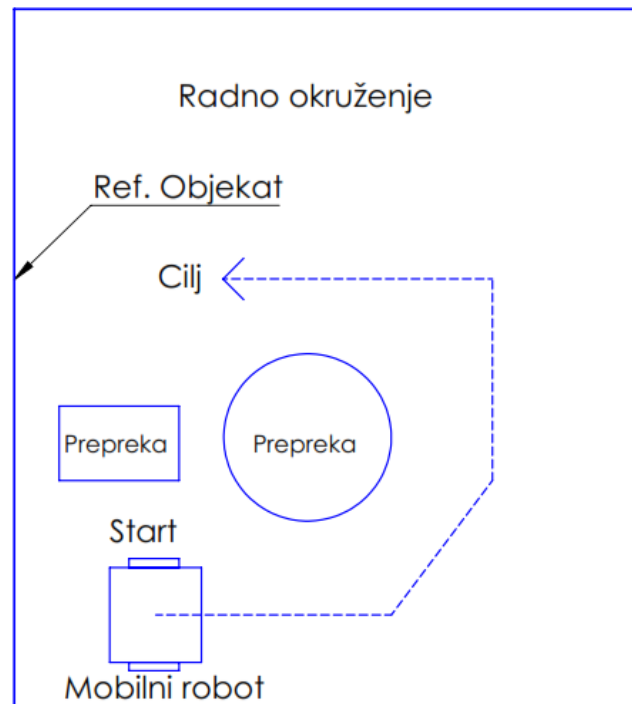 Radno okruženje
Ref. Objekat
Cilj
Prepreka
Prepreka
Start
Mobilni robot